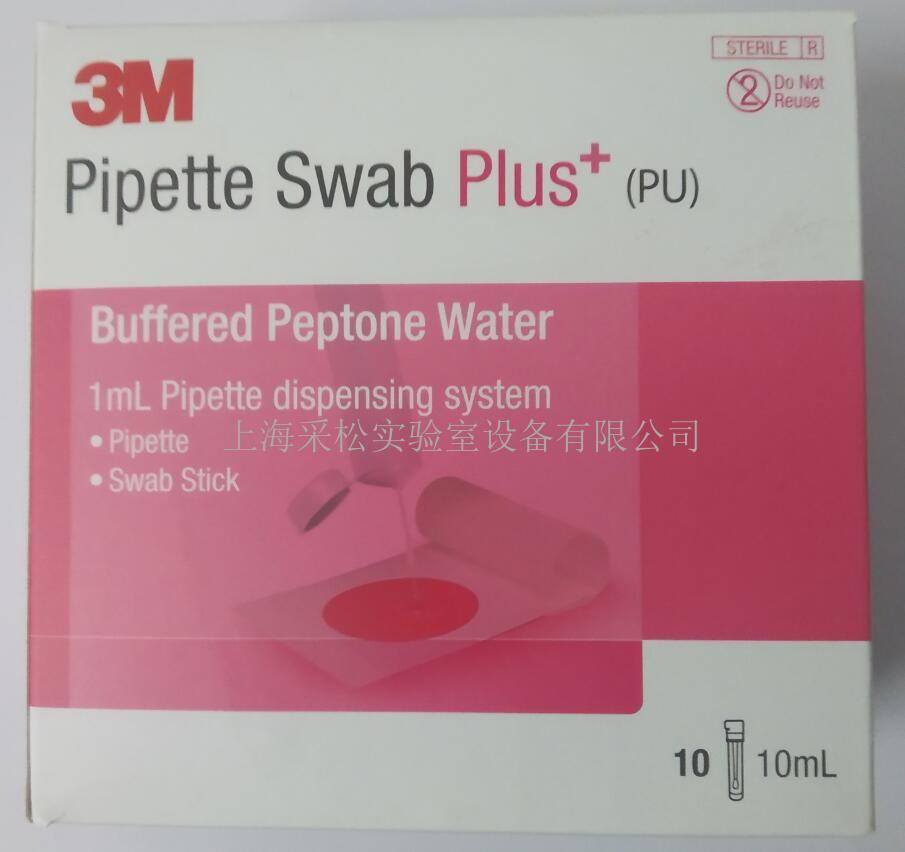 3M
STERILE R
2 Do Not
Reuse
Pipette Swab Plus+ (PU)
Buffered Peptone Water
1mL Pipette dispensing system
• Pipette
上海采松实验室设备有限公司
• Swab Stick
10 10mL